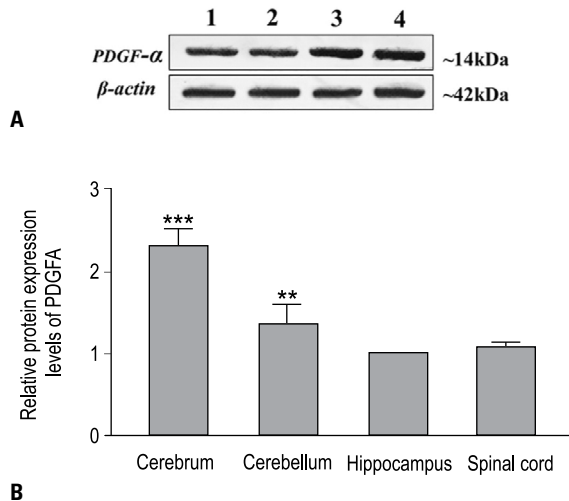 1 2 3 4
PDGF-α ~14kDa
β-actin ~42kDa
A
Relative protein expression
levels of PDGFA
3
2
1
0
***
**
Cerebrum Cerebellum Hippocampus Spinal cord
B